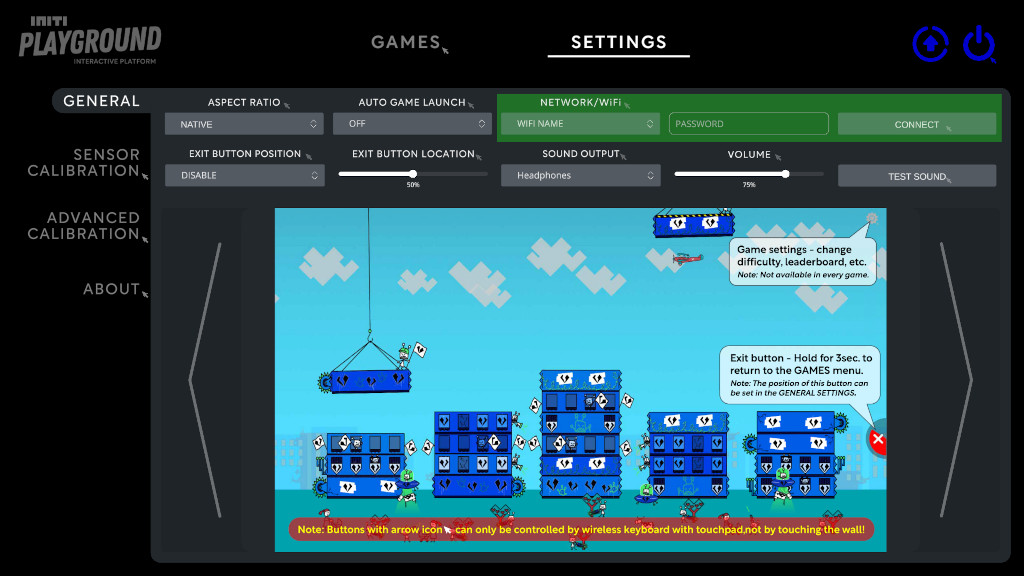 INITI
PLAYGROUND
INTERACTIVE PLATFORM
GAMES
SETTINGS
GENERAL
SENSOR
CALIBRATION
ADVANCED
CALIBRATION
ABOUT
ASPECT RATIO
AUTO GAME LAUNCH
NETWORK/WiFi
NATIVE
OFF
WIFI NAME
PASSWORD
CONNECT
EXIT BUTTON POSITION
EXIT BUTTON LOCATION
SOUND OUTPUT
VOLUME
DISABLE
50%
Headphones
75%
TEST SOUND
Game settings - change
difficulty, leaderboard, etc.
Note: Not available in every game.
Exit button - Hold for 3sec. to
return to the GAMES menu.
Note: The position of this button can
be set in the GENERAL SETTINGS.
Note: Buttons with arrow icon can only be controlled by wireless keyboard with touchpad,not by touching the wall!